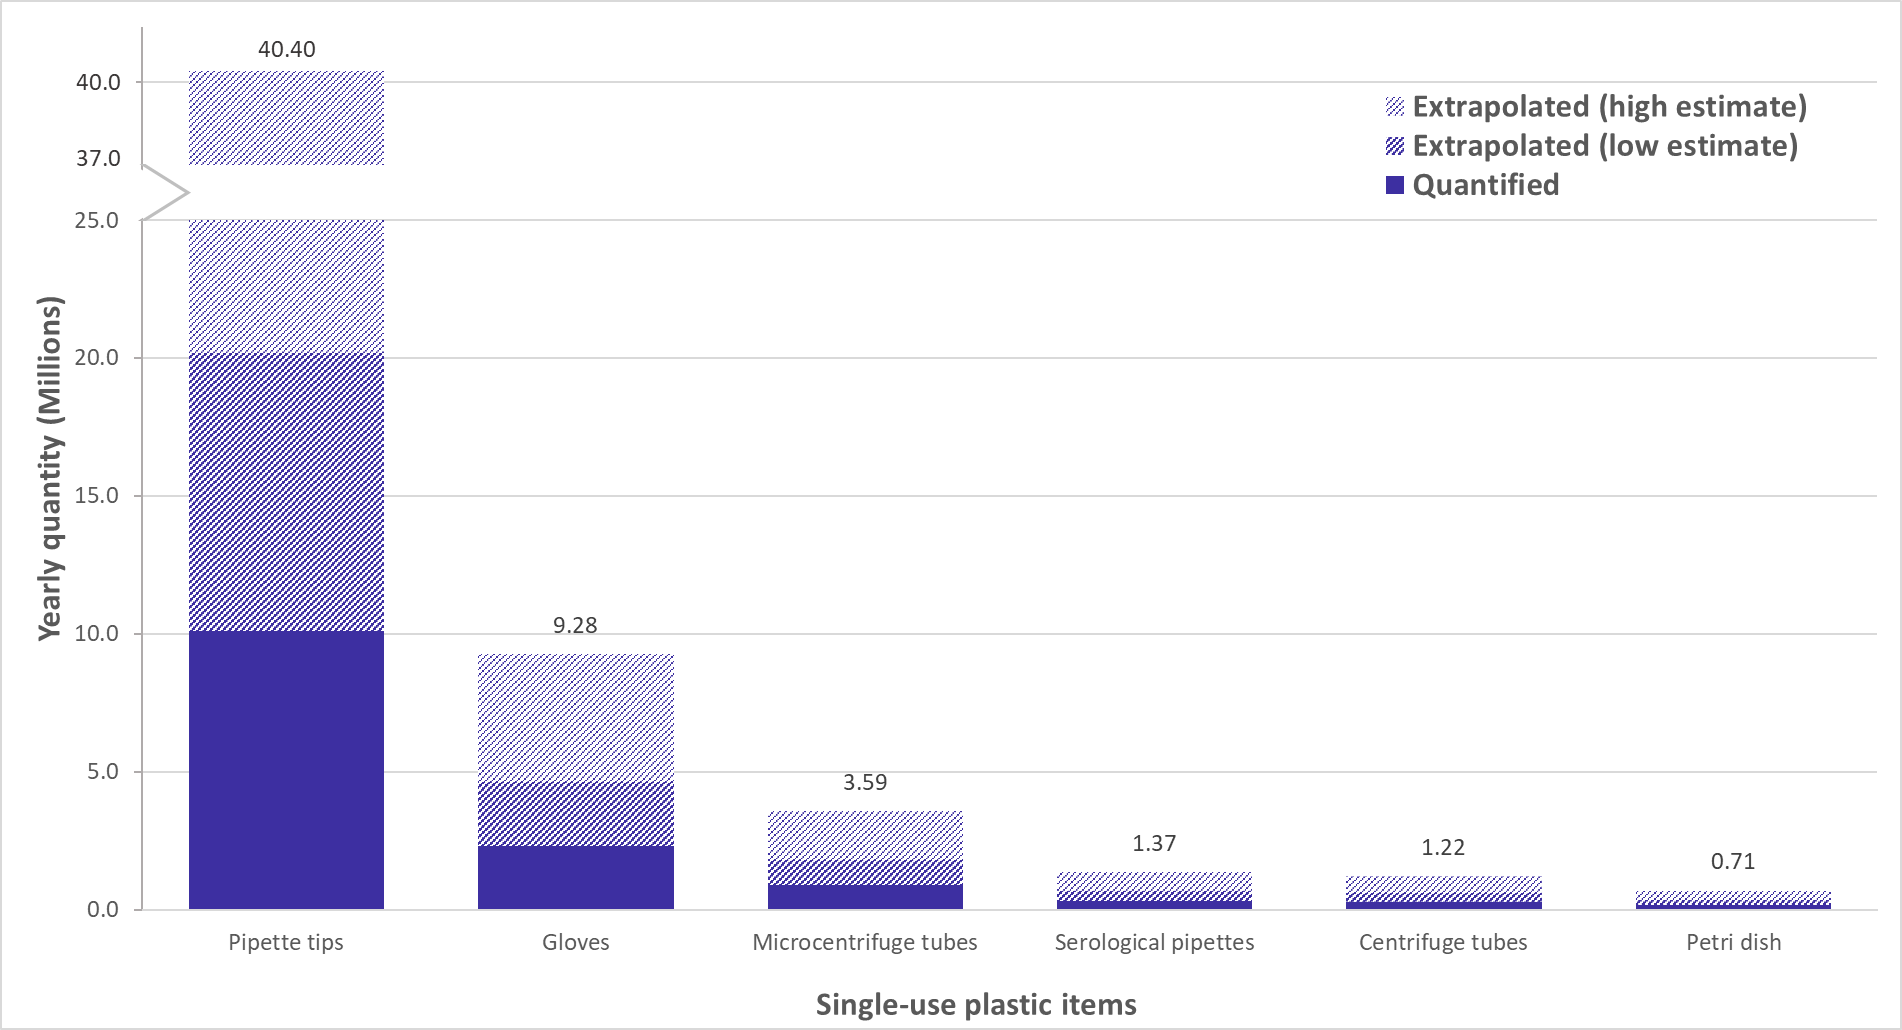 40.40
40.0
37.0
25.0
20.0
15.0
10.0
5.0
0.0
Yearly quantity (Millions)
Extrapolated (high estimate)
Extrapolated (low estimate)
Quantified
9.28
3.59
1.37
1.22
0.71
Pipette tips
Gloves
Microcentrifuge tubes
Serological pipettes
Centrifuge tubes
Petri dish
Single-use plastic items